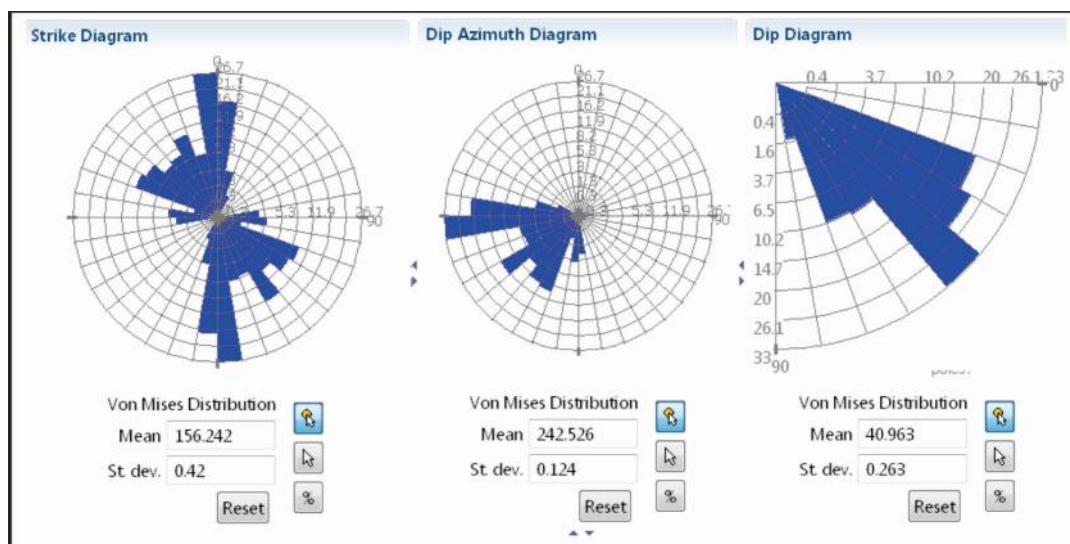 Strike Diagram
0
26.7
21.1
16.2
5.3 11.9 26.7
90
Von Mises Distribution
Mean 156.242
St. dev. 0.42
%
Reset
Dip Azimuth Diagram
0
26.7
21.1
16.2
11.9
8.2
5.3 11.9
90
Von Mises Distribution
Mean 242.526
St. dev. 0.124
%
Reset
Dip Diagram
0.4 3.7 10.2 20 26.1
0
0.4
1.6
3.7
6.5
10.2
14.7
20
26.1
33
90
Von Mises Distribution
Mean 40.963
St. dev. 0.263
%
Reset